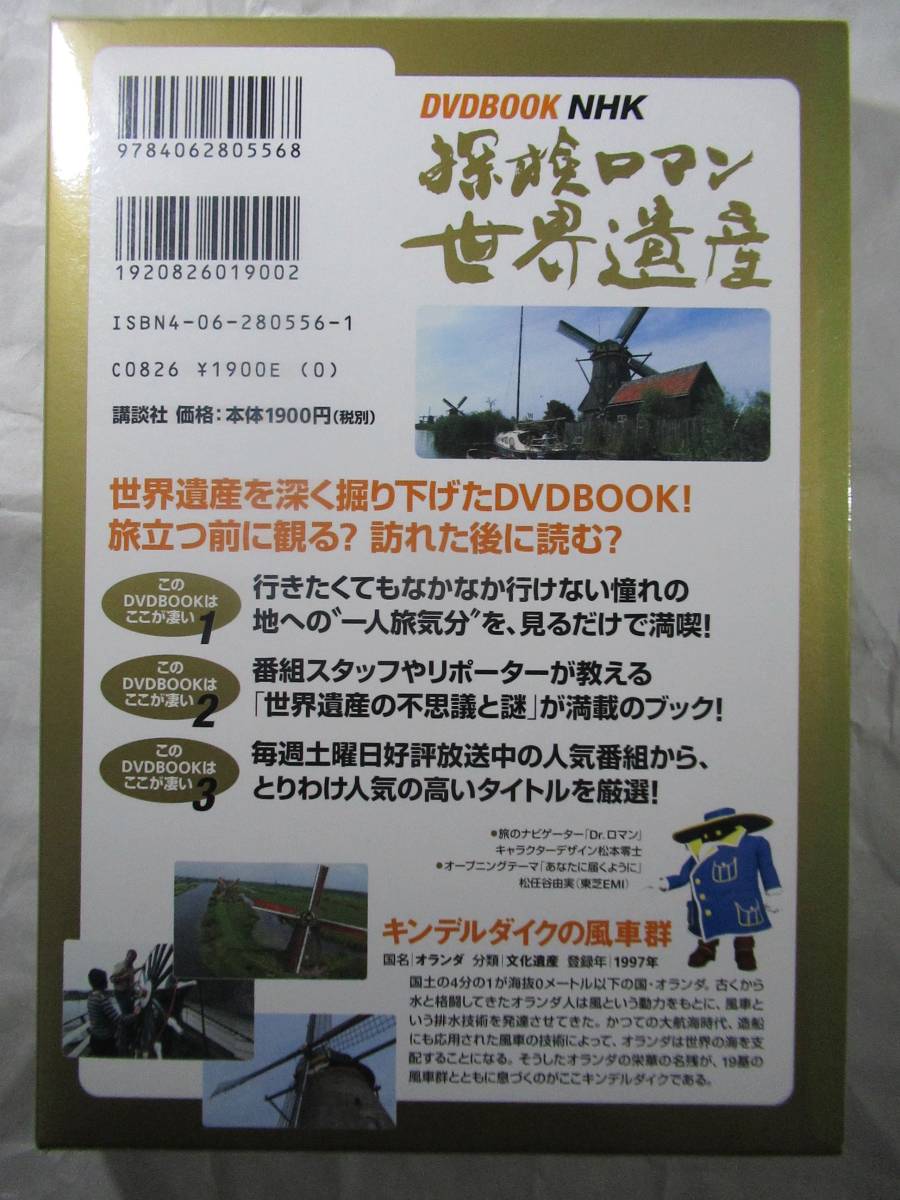 9784062805568
1920826019002
ISBN4-06-280556-1
C0826 ¥1900E (0)
講談社 価格:本体1900円(税別)
DVDBOOK NHK
探検ロマン
世界遺産
世界遺産を深く掘り下げたDVDBOOK!
旅立つ前に観る? 訪れた後に読む?
この
DVDBOOKは
ここが凄い 1
行きたくてもなかなか行けない憧れの
地への“一人旅気分”を、見るだけで満喫!
この
DVDBOOKは
ここが凄い 2
番組スタッフやリポーターが教える
「世界遺産の不思議と謎」が満載のブック!
この
DVDBOOKは
ここが凄い 3
毎週土曜日好評放送中の人気番組から、
とりわけ人気の高いタイトルを厳選!
●旅のナビゲーター「Dr.ロマン」
キャラクターデザイン松本零士
●オープニングテーマ「あなたに届くように」
松任谷由実(東芝EMI)
キンデルダイクの風車群
国名|オランダ 分類|文化遺産 登録年|1997年
国土の4分の1が海抜0メートル以下の国・オランダ。古くから
水と格闘してきたオランダ人は風という動力をもとに、風車と
いう排水技術を発達させてきた。かつての大航海時代、造船
にも応用された風車の技術によって、オランダは世界の海を支
配することになる。そうしたオランダの栄華の名残が、19基の
風車群とともに息づくのがここキンデルダイクである。